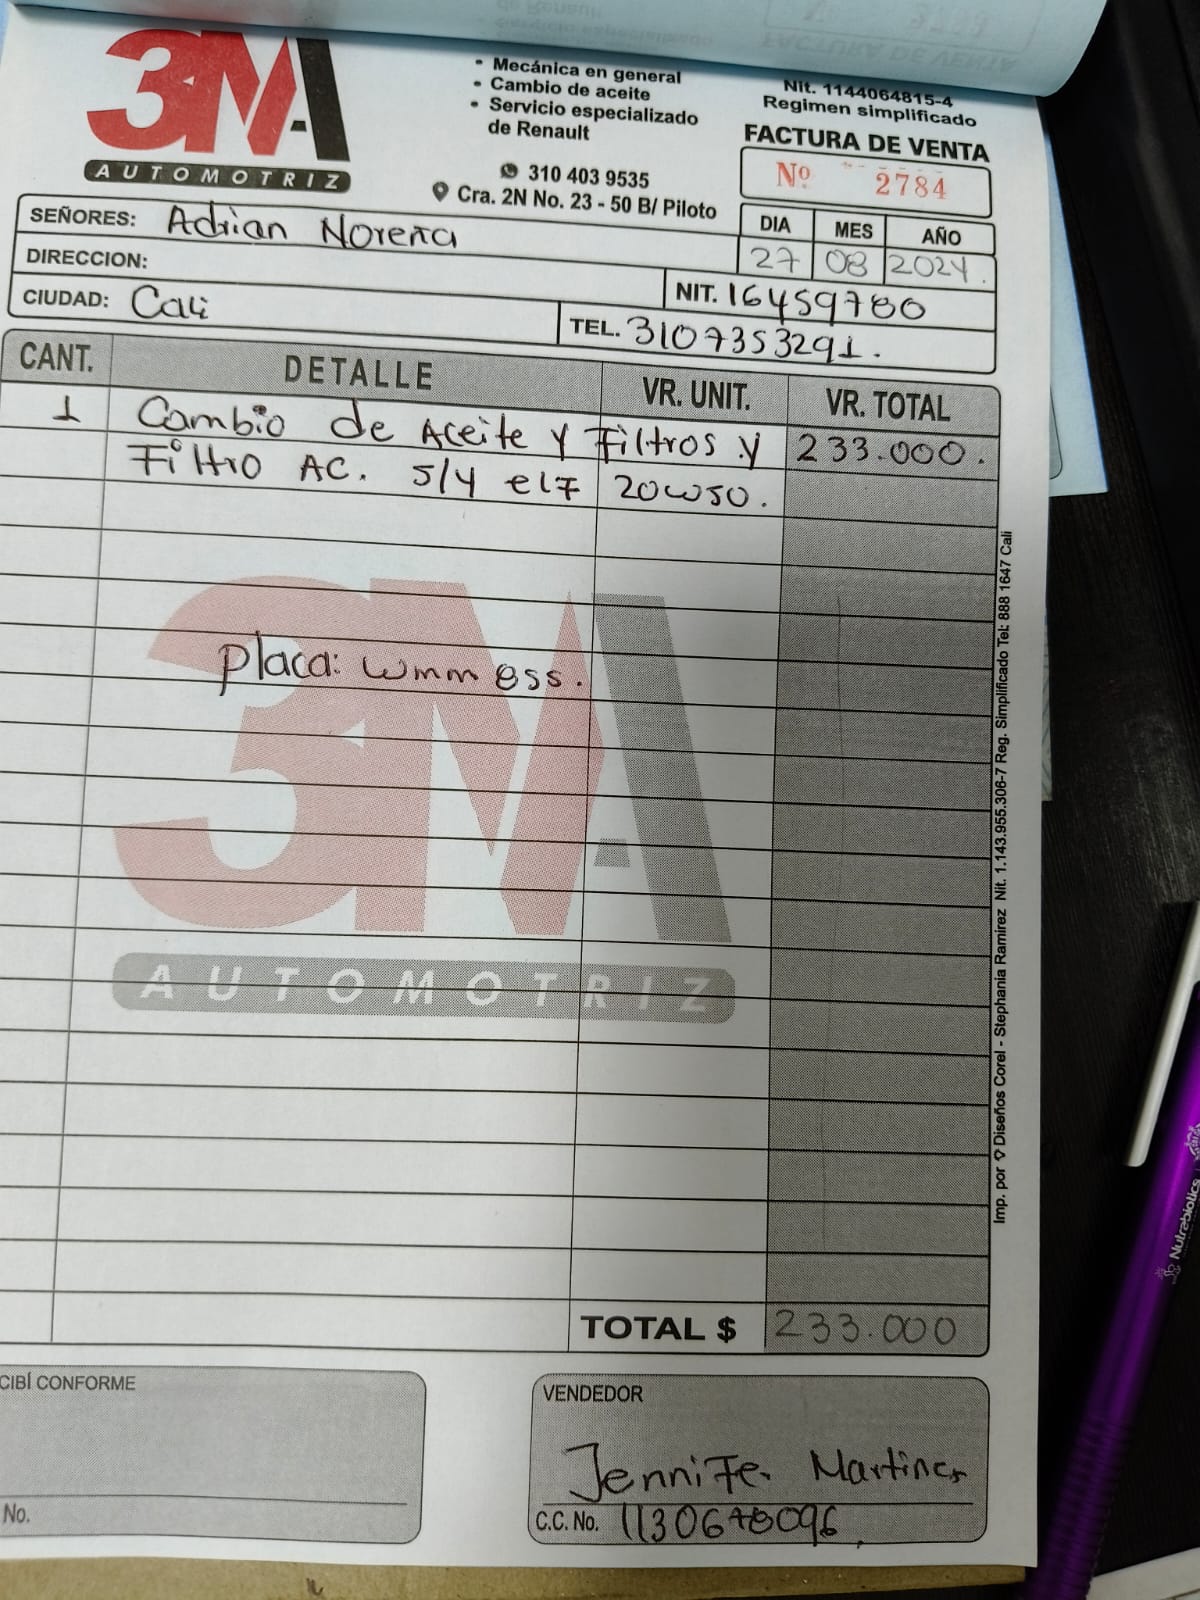 3MA
AUTOMOTRIZ
• Mecánica en general
• Cambio de aceite
• Servicio especializado
de Renault
310 403 9535
Cra. 2N No. 23 - 50 B/ Piloto
Nit. 1144064815-4
Regimen simplificado
FACTURA DE VENTA
Nº 2784
DIA MES AÑO
27 08 2024.
SEÑORES: Adrian Noreña
DIRECCION:
NIT. 16459780
CIUDAD: Cali
TEL. 3107353291.
CANT. DETALLE VR. UNIT. VR. TOTAL
1 Cambio de Aceite y Filtros y 233.000.
Filtro AC. 5/4 elf 20w50.
Placa: wmm 855.
3MA
AUTOMOTRIZ
TOTAL $ 233.000
CIBÍ CONFORME
No.
VENDEDOR
Jennifer Martinez
C.C. No. 1130678096
Imp. por Diseños Corel - Stephania Ramirez Nit. 1.143.955.306-7 Reg. Simplificado Tel: 888 1647 Cali
Nutrabiotics